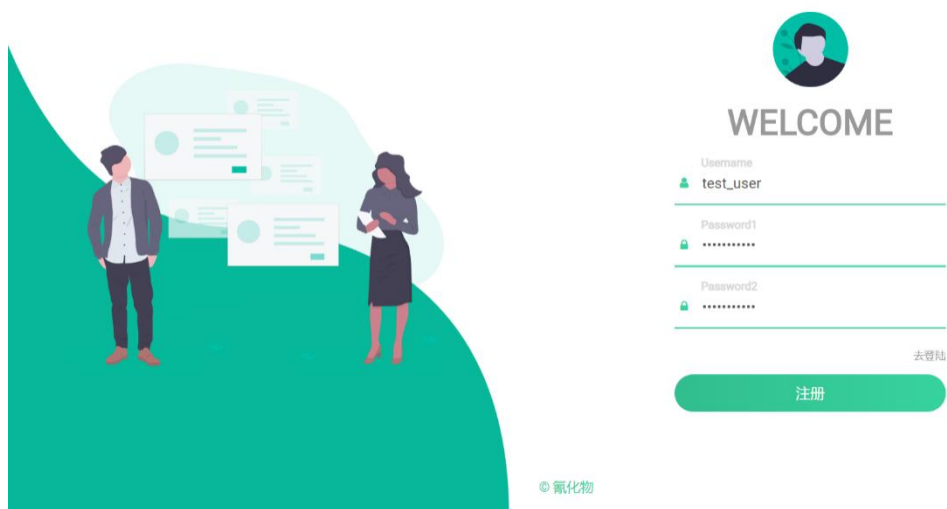 WELCOME
Username
test_user
Password1
•••••••••••
Password2
•••••••••••
去登陆
注册
© 氰化物